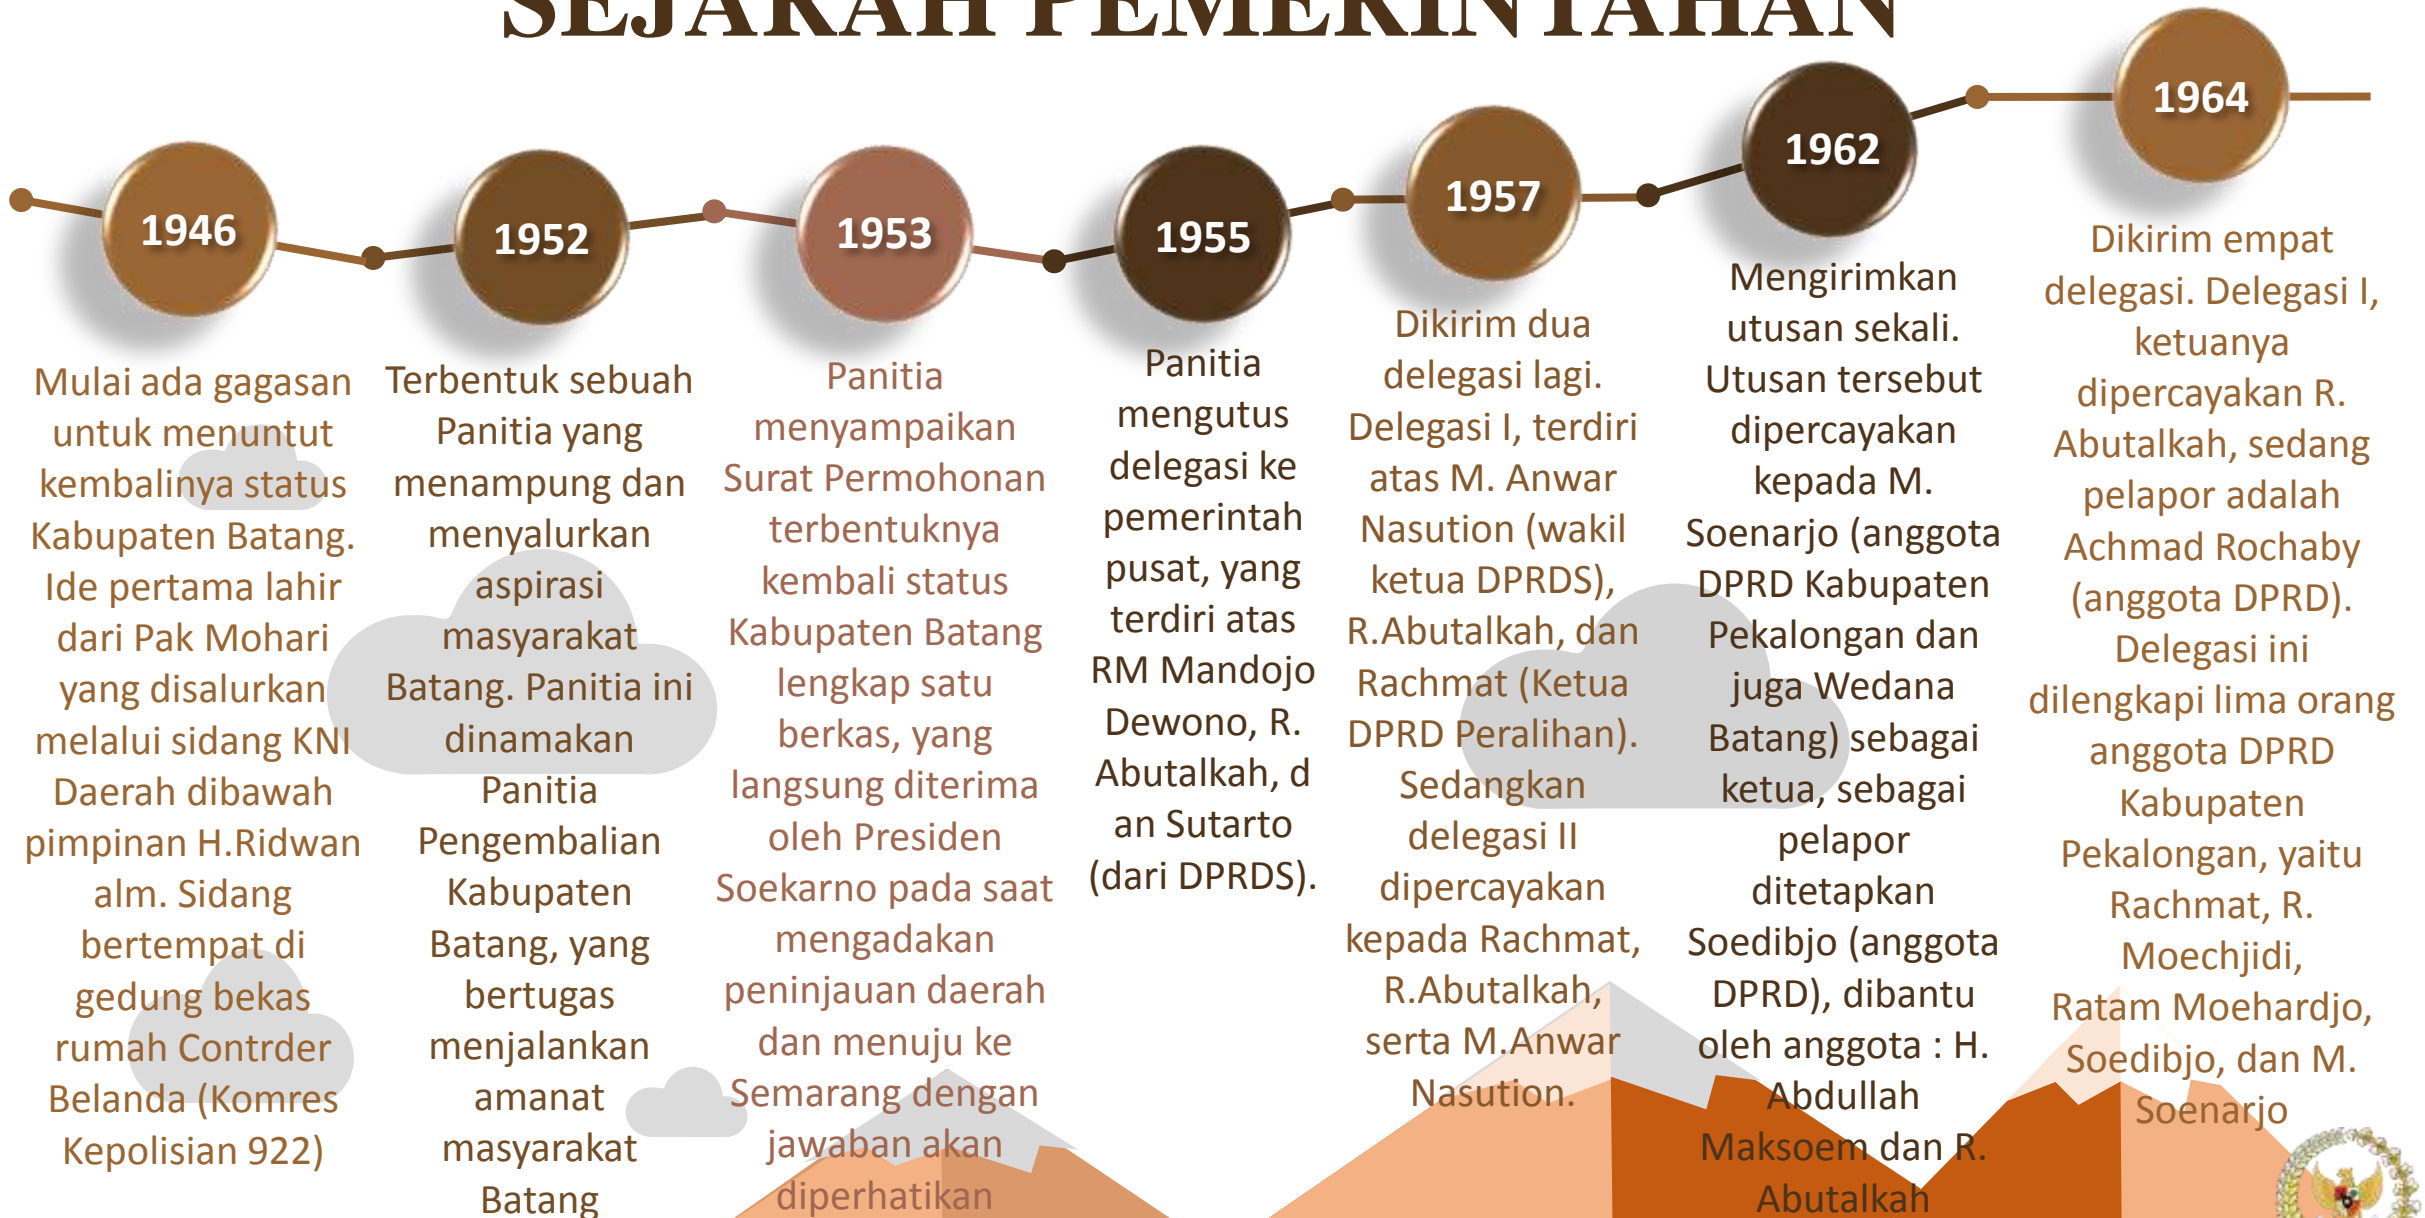 SEJARAH PEMERINTAHAN
1946
Mulai ada gagasan
untuk menuntut
kembalinya status
Kabupaten Batang.
Ide pertama lahir
dari Pak Mohari
yang disalurkan
melalui sidang KNI
Daerah dibawah
pimpinan H.Ridwan
alm. Sidang
bertempat di
gedung bekas
rumah Contrder
Belanda (Komres
Kepolisian 922)
1952
Terbentuk sebuah
Panitia yang
menampung dan
menyalurkan
aspirasi
masyarakat
Batang. Panitia ini
dinamakan
Panitia
Pengembalian
Kabupaten
Batang, yang
bertugas
menjalankan
amanat
masyarakat
Batang
1953
Panitia
menyampaikan
Surat Permohonan
terbentuknya
kembali status
Kabupaten Batang
lengkap satu
berkas, yang
langsung diterima
oleh Presiden
Soekarno pada saat
mengadakan
peninjauan daerah
dan menuju ke
Semarang dengan
jawaban akan
diperhatikan
1955
Panitia
mengutus
delegasi ke
pemerintah
pusat, yang
terdiri atas
RM Mandojo
Dewono, R.
Abutalkah, d
an Sutarto
(dari DPRDS).
1957
Dikirim dua
delegasi lagi.
Delegasi I, terdiri
atas M. Anwar
Nasution (wakil
ketua DPRDS),
R.Abutalkah, dan
Rachmat (Ketua
DPRD Peralihan).
Sedangkan
delegasi II
dipercayakan
kepada Rachmat,
R.Abutalkah,
serta M.Anwar
Nasution.
1962
Mengirimkan
utusan sekali.
Utusan tersebut
dipercayakan
kepada M.
Soenarjo (anggota
DPRD Kabupaten
Pekalongan dan
juga Wedana
Batang) sebagai
ketua, sebagai
pelapor
ditetapkan
Soedibjo (anggota
DPRD), dibantu
oleh anggota : H.
Abdullah
Maksoem dan R.
Abutalkah
1964
Dikirim empat
delegasi. Delegasi I,
ketuanya
dipercayakan R.
Abutalkah, sedang
pelapor adalah
Achmad Rochaby
(anggota DPRD).
Delegasi ini
dilengkapi lima orang
anggota DPRD
Kabupaten
Pekalongan, yaitu
Rachmat, R.
Moechjidi,
Ratam Moehardjo,
Soedibjo, dan M.
Soenarjo